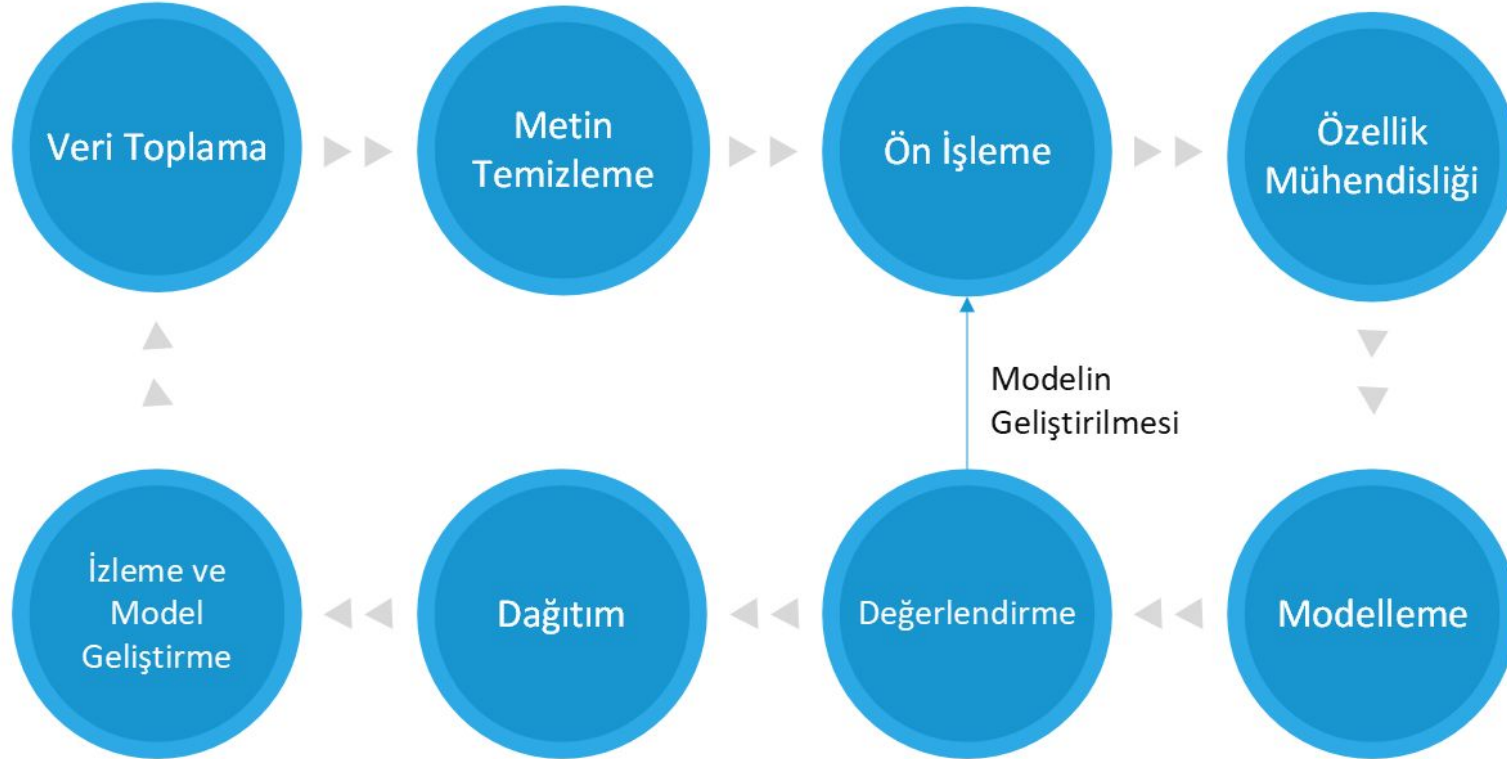 Veri Toplama
Metin
Temizleme
Ön İşleme
Özellik
Mühendisliği
Modelin
Geliştirilmesi
İzleme ve
Model
Geliştirme
Dağıtım
Değerlendirme
Modelleme